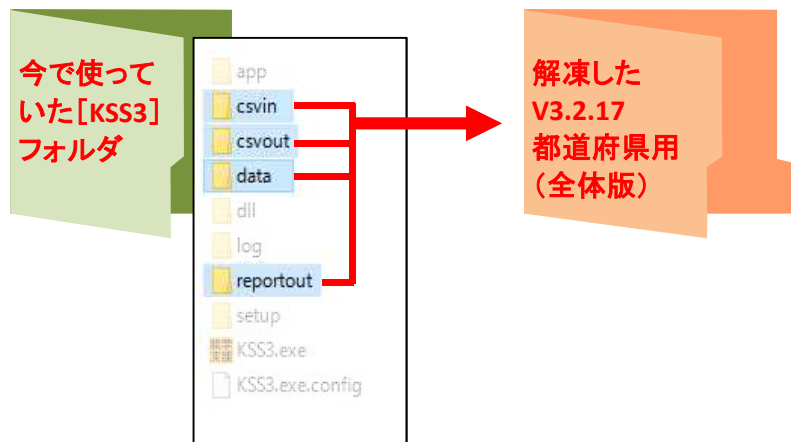 今で使って
いた［KSS3］
フォルダ
app
csvin
csvout
data
dll
log
reportout
setup
KSS3.exe
KSS3.exe.config
解凍した
V3.2.17
都道府県用
（全体版）